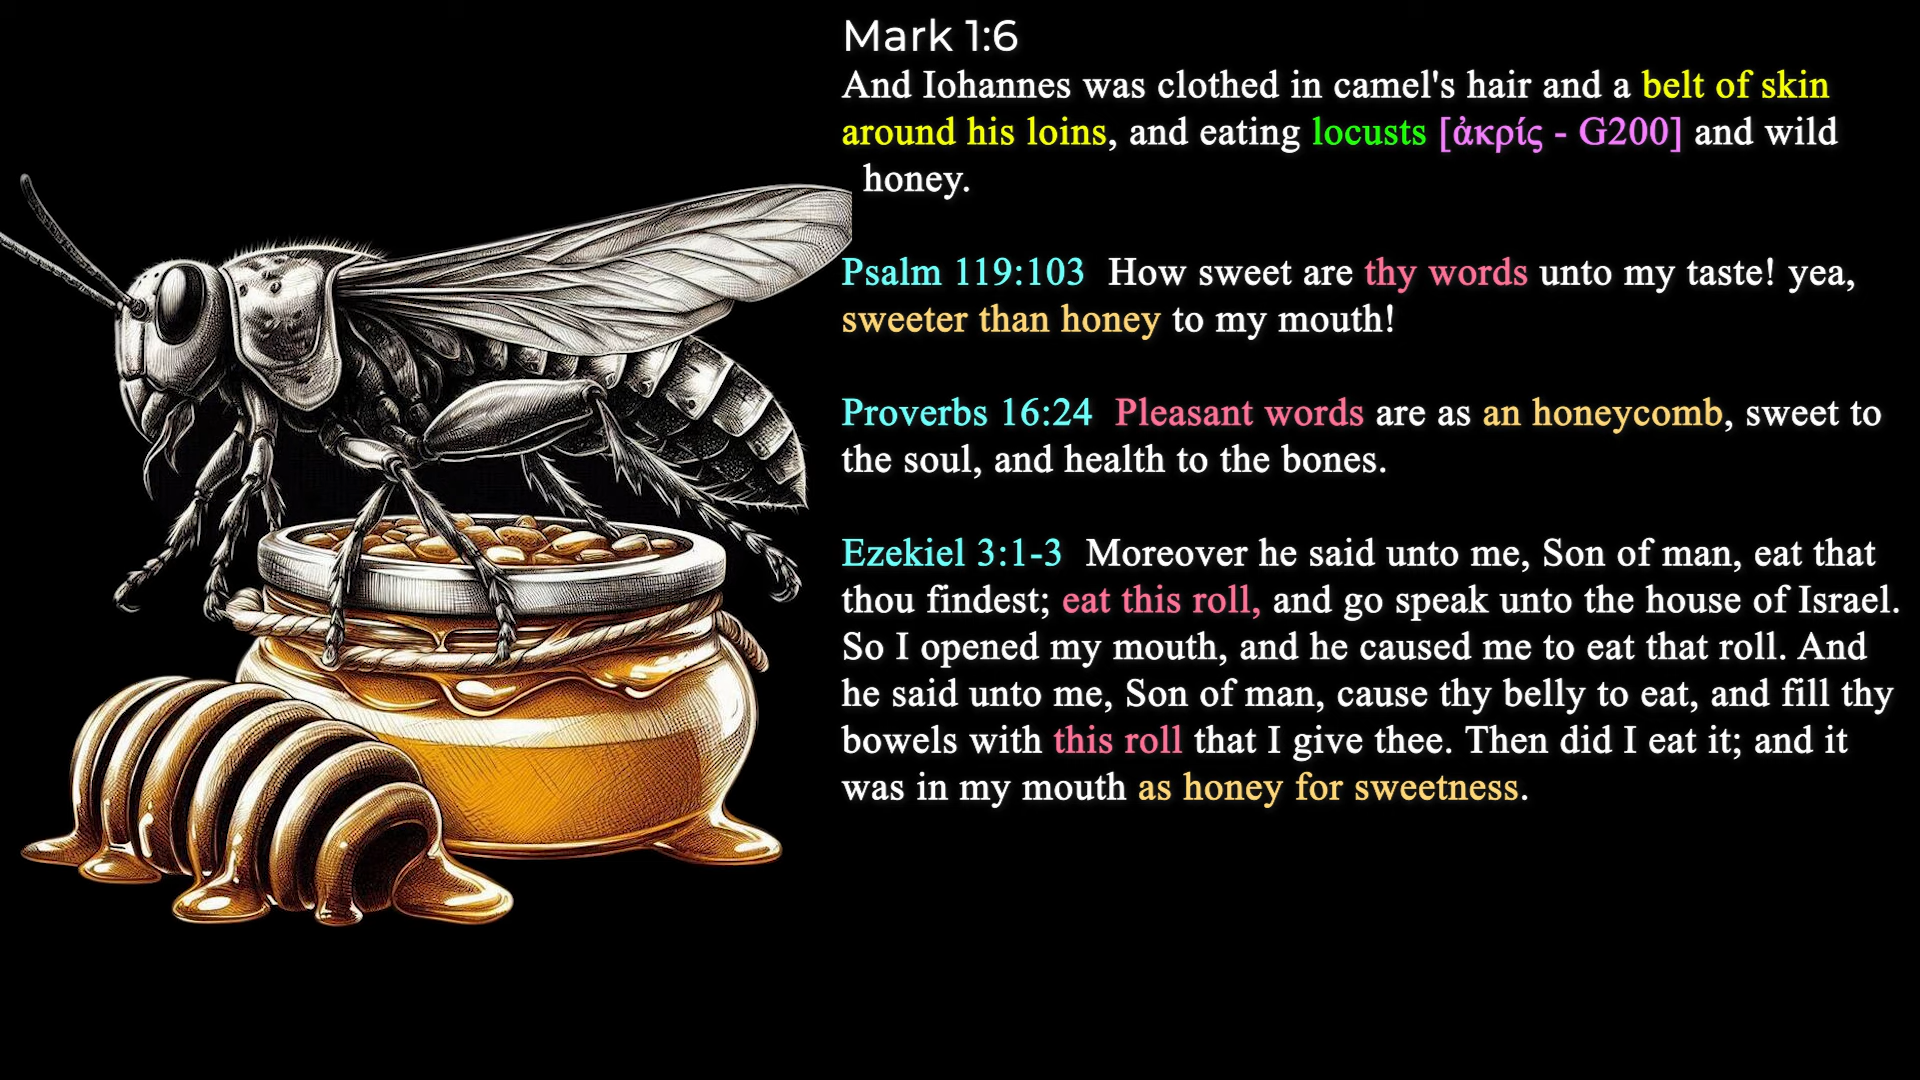 Mark 1:6
And Iohannes was clothed in camel's hair and a belt of skin
around his loins, and eating locusts [ἀκρίς - G200] and wild
honey.
Psalm 119:103 How sweet are thy words unto my taste! yea,
sweeter than honey to my mouth!
Proverbs 16:24 Pleasant words are as an honeycomb, sweet to
the soul, and health to the bones.
Ezekiel 3:1-3 Moreover he said unto me, Son of man, eat that
thou findest; eat this roll, and go speak unto the house of Israel.
So I opened my mouth, and he caused me to eat that roll. And
he said unto me, Son of man, cause thy belly to eat, and fill thy
bowels with this roll that I give thee. Then did I eat it; and it
was in my mouth as honey for sweetness.